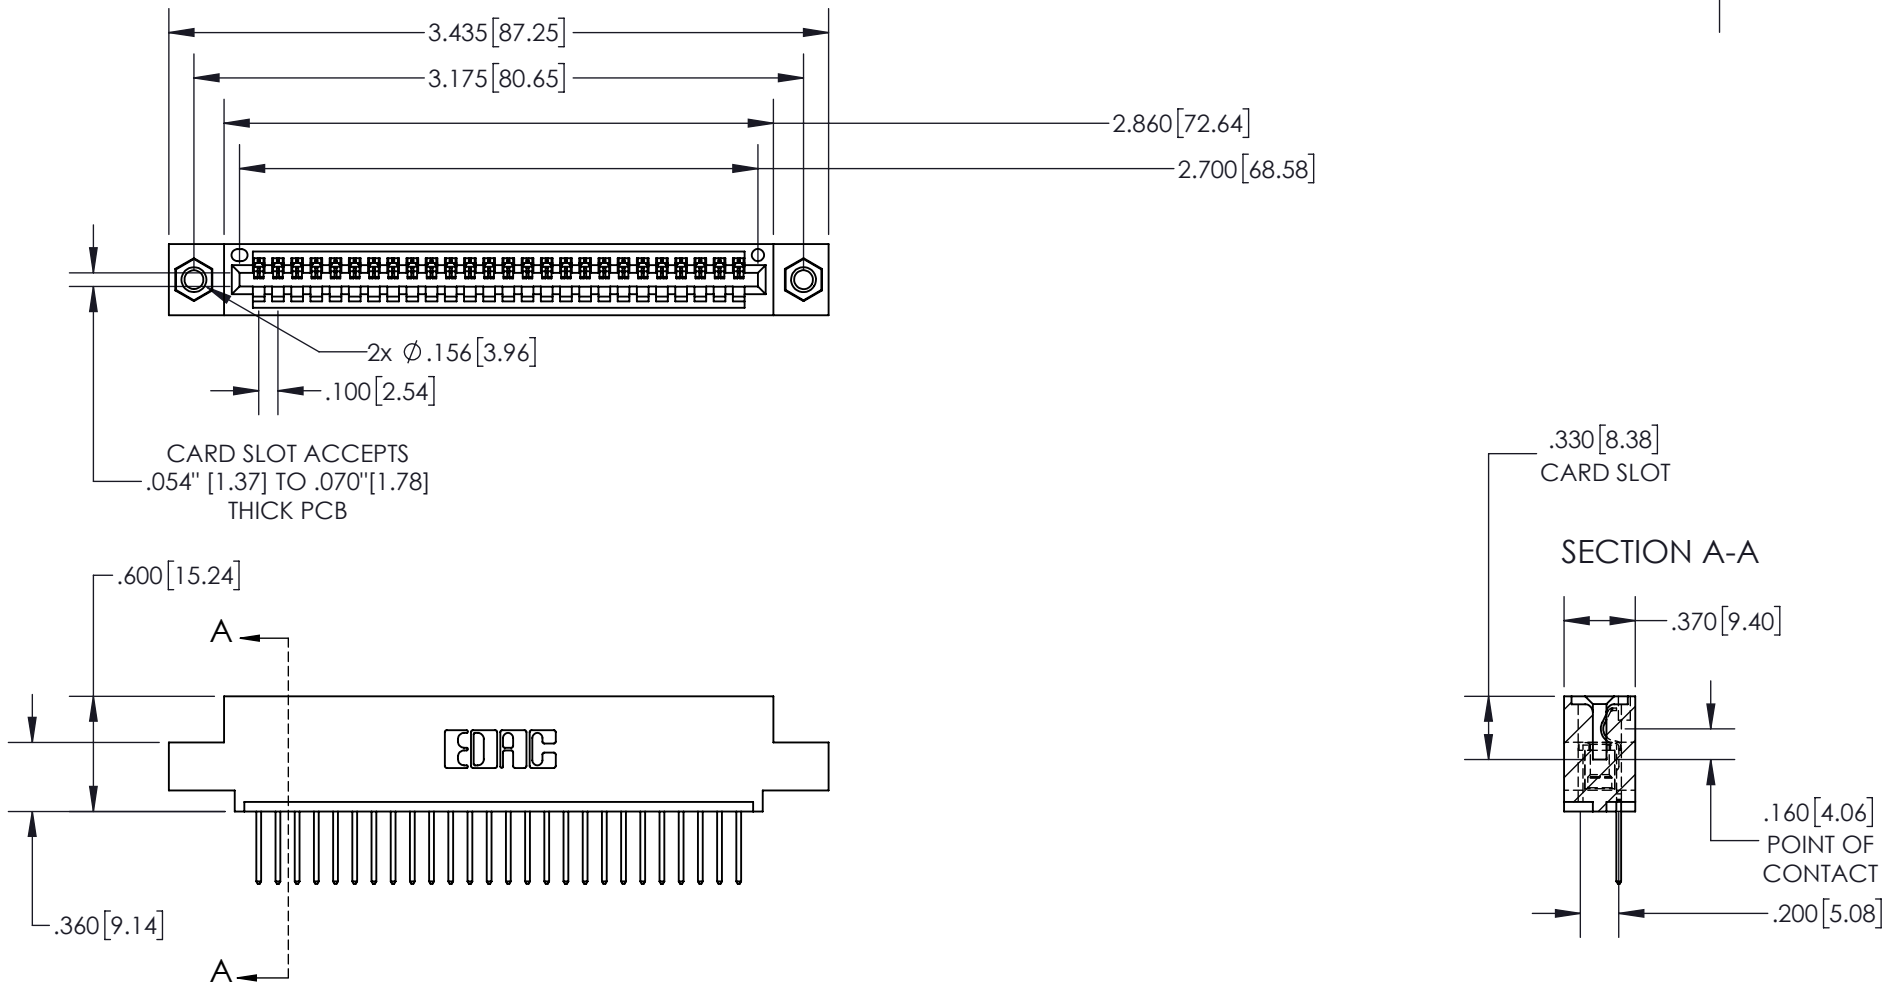 3.435[87.25]
3.175[80.65]
2.860[72.64]
2.700[68.58]
2x Ø.156[3.96]
.100[2.54]
CARD SLOT ACCEPTS
.054" [1.37] TO .070"[1.78]
THICK PCB
.330[8.38]
CARD SLOT
SECTION A-A
.600[15.24]
A
.370[9.40]
EDAC
.160[4.06]
POINT OF
CONTACT
.200[5.08]
.360[9.14]
A